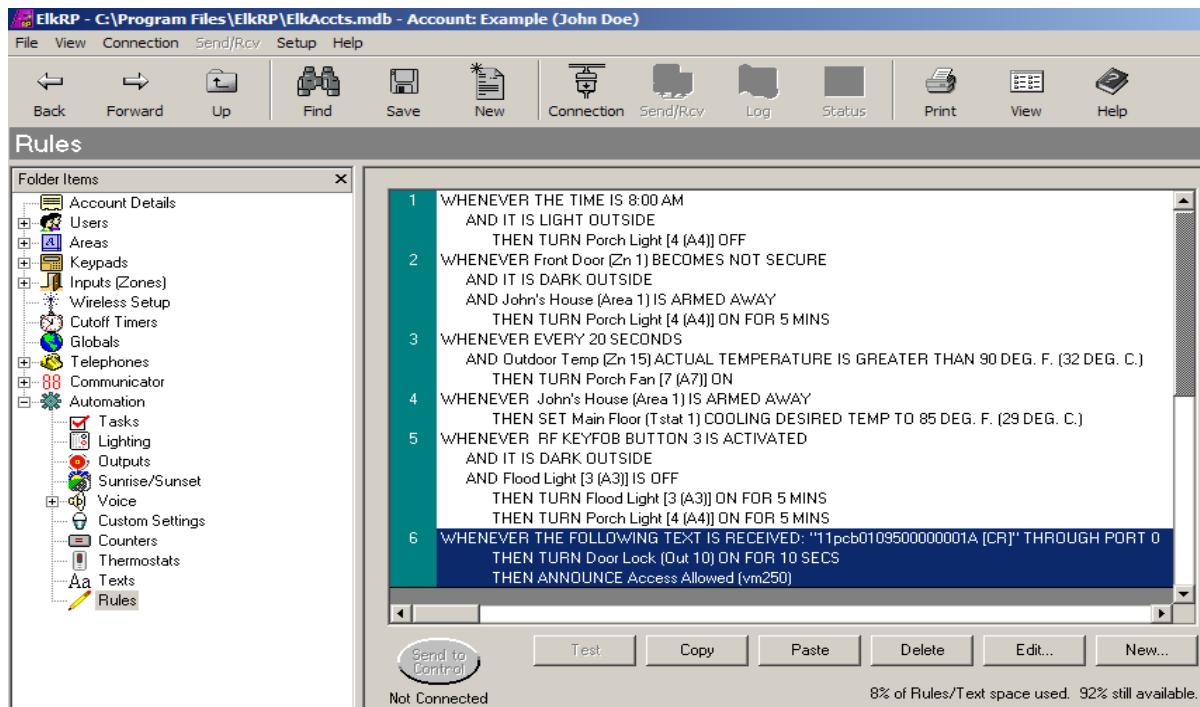 ElkRP - C:\Program Files\ElkRP\ElkAccts.mdb - Account: Example (John Doe)
File View Connection Send/Rcv Setup Help
Back Forward Up Find Save New Connection Send/Rcv Log Status Print View Help
Rules
Folder Items
Account Details
Users
Areas
Keypads
Inputs (Zones)
Wireless Setup
Cutoff Timers
Globals
Telephones
Communicator
Automation
Tasks
Lighting
Outputs
Sunrise/Sunset
Voice
Custom Settings
Counters
Thermostats
Texts
Rules
1 WHENEVER THE TIME IS 8:00 AM
AND IT IS LIGHT OUTSIDE
THEN TURN Porch Light [4 (A4)] OFF
2 WHENEVER Front Door (Zn 1) BECOMES NOT SECURE
AND IT IS DARK OUTSIDE
AND John's House (Area 1) IS ARMED AWAY
THEN TURN Porch Light [4 (A4)] ON FOR 5 MINS
3 WHENEVER EVERY 20 SECONDS
AND Outdoor Temp (Zn 15) ACTUAL TEMPERATURE IS GREATER THAN 90 DEG. F. (32 DEG. C.)
THEN TURN Porch Fan [7 (A7)] ON
4 WHENEVER John's House (Area 1) IS ARMED AWAY
THEN SET Main Floor (Tstat 1) COOLING DESIRED TEMP TO 85 DEG. F. (29 DEG. C.)
5 WHENEVER RF KEYFOB BUTTON 3 IS ACTIVATED
AND IT IS DARK OUTSIDE
AND Flood Light [3 (A3)] IS OFF
THEN TURN Flood Light [3 (A3)] ON FOR 5 MINS
THEN TURN Porch Light [4 (A4)] ON FOR 5 MINS
6 WHENEVER THE FOLLOWING TEXT IS RECEIVED: "11pcb0109500000001A [CR]" THROUGH PORT 0
THEN TURN Door Lock (Out 10) ON FOR 10 SECS
THEN ANNOUNCE Access Allowed (vm250)
Send to Control
Test Copy Paste Delete Edit... New...
Not Connected
8% of Rules/Text space used. 92% still available.